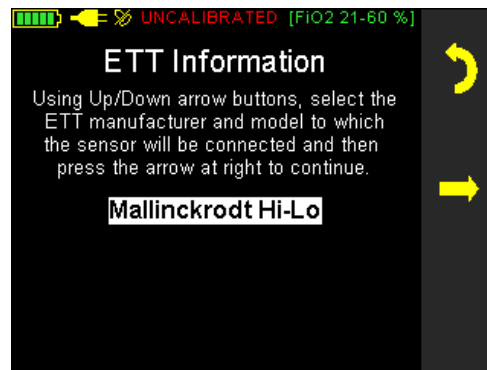 UNCALIBRATED [FiO2 21-60 %]
ETT Information
Using Up/Down arrow buttons, select the
ETT manufacturer and model to which
the sensor will be connected and then
press the arrow at right to continue.
Mallinckrodt Hi-Lo